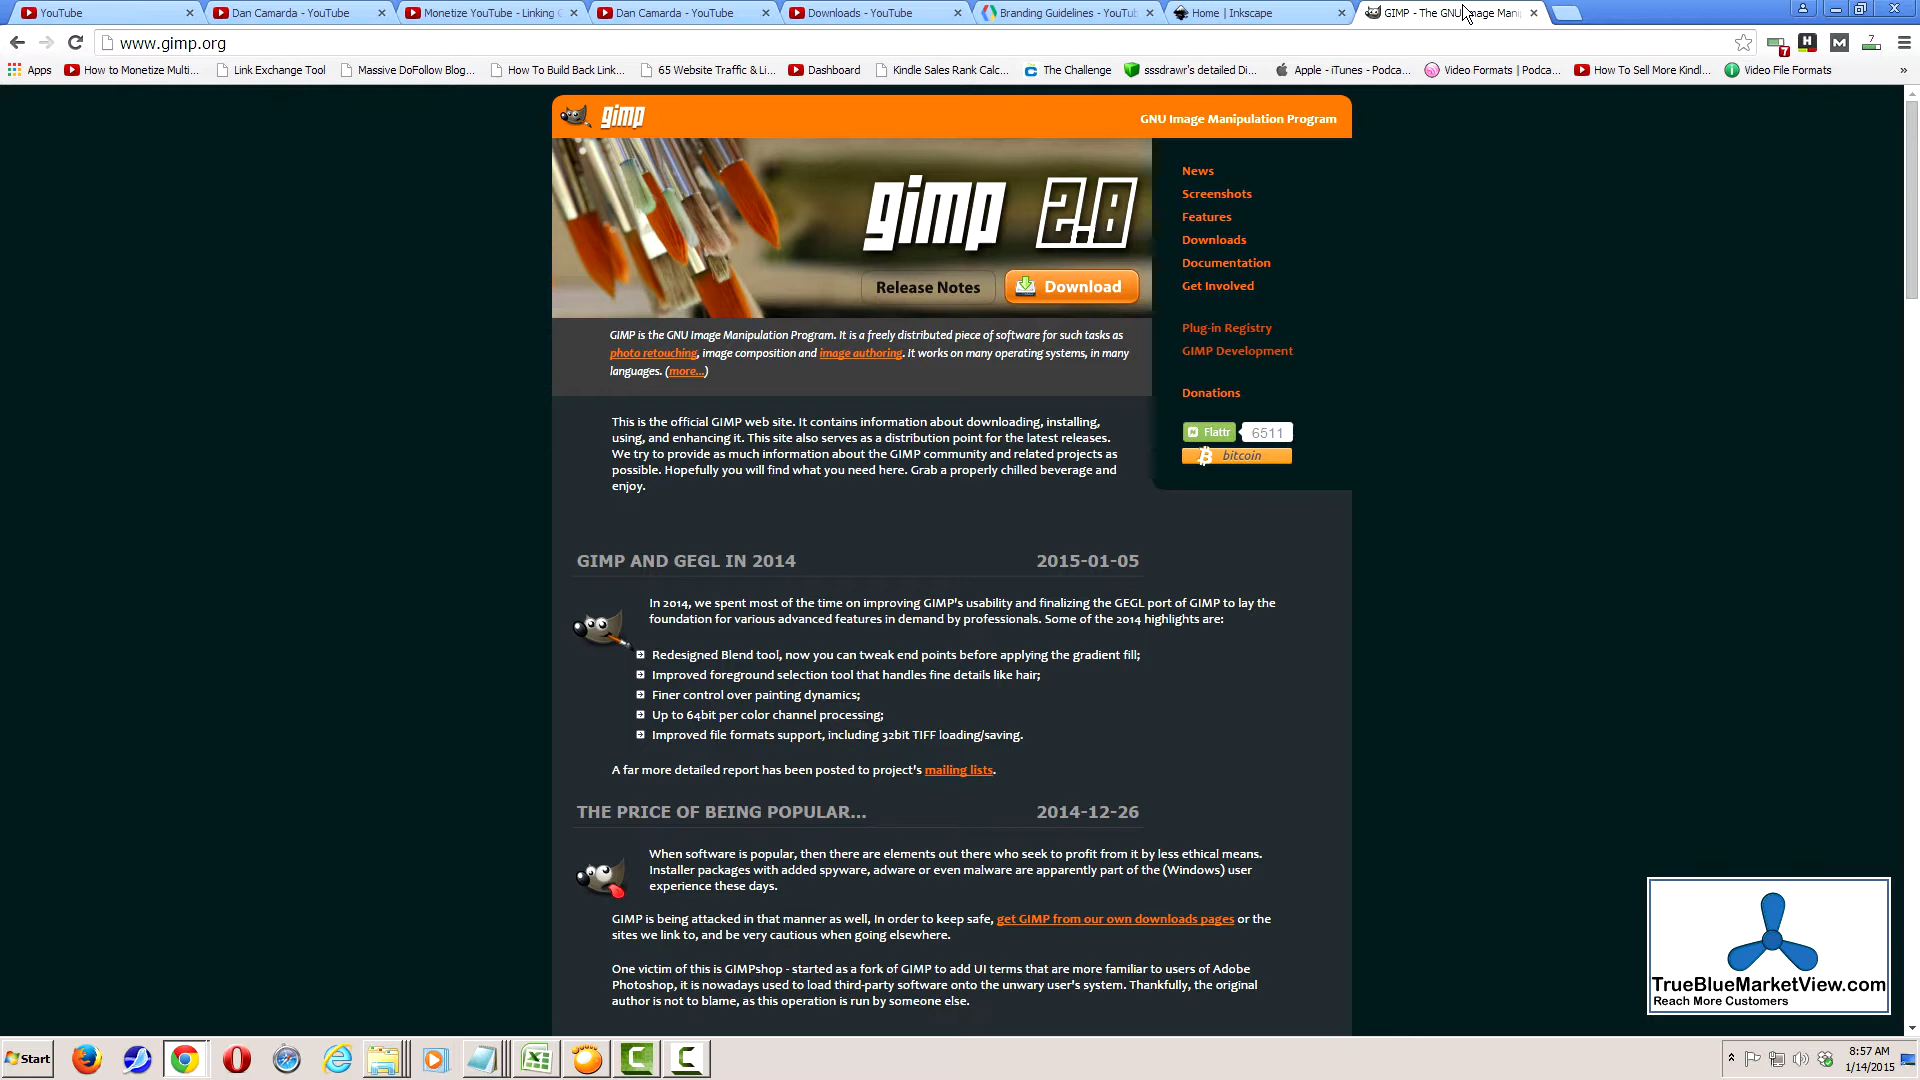 YouTube
Dan Camarda - YouTube
Monetize YouTube - Linking
Dan Camarda - YouTube
Downloads - YouTube
Branding Guidelines - YouTub
Home | Inkscape
GIMP - The GNU Image Mani
www.gimp.org
7
7
Apps
How to Monetize Multi...
Link Exchange Tool
Massive DoFollow Blog...
How To Build Back Link...
65 Website Traffic & Li...
Dashboard
Kindle Sales Rank Calc...
The Challenge
sssdrawr's detailed Di...
Apple - iTunes - Podca...
Video Formats | Podca...
How To Sell More Kindl...
Video File Formats
»
gimp
GNU Image Manipulation Program
gimp 2.8
Release Notes
Download
News
Screenshots
Features
Downloads
Documentation
Get Involved
Plug-in Registry
GIMP Development
Donations
Flattr
6511
bitcoin
GIMP is the GNU Image Manipulation Program. It is a freely distributed piece of software for such tasks as
photo retouching, image composition and image authoring. It works on many operating systems, in many
languages. (more...)
This is the official GIMP web site. It contains information about downloading, installing,
using, and enhancing it. This site also serves as a distribution point for the latest releases.
We try to provide as much information about the GIMP community and related projects as
possible. Hopefully you will find what you need here. Grab a properly chilled beverage and
enjoy.
GIMP AND GEGL IN 2014
2015-01-05
In 2014, we spent most of the time on improving GIMP's usability and finalizing the GEGL port of GIMP to lay the
foundation for various advanced features in demand by professionals. Some of the 2014 highlights are:
Redesigned Blend tool, now you can tweak end points before applying the gradient fill;
Improved foreground selection tool that handles fine details like hair;
Finer control over painting dynamics;
Up to 64bit per color channel processing;
Improved file formats support, including 32bit TIFF loading/saving.
A far more detailed report has been posted to project's mailing lists.
THE PRICE OF BEING POPULAR...
2014-12-26
When software is popular, then there are elements out there who seek to profit from it by less ethical means.
Installer packages with added spyware, adware or even malware are apparently part of the (Windows) user
experience these days.
GIMP is being attacked in that manner as well, In order to keep safe, get GIMP from our own downloads pages or the
sites we link to, and be very cautious when going elsewhere.
One victim of this is GIMPshop - started as a fork of GIMP to add UI terms that are more familiar to users of Adobe
Photoshop, it is nowadays used to load third-party software onto the unwary user's system. Thankfully, the original
author is not to blame, as this operation is run by someone else.
TrueBlueMarketView.com
Reach More Customers
Start
8:57 AM
1/14/2015